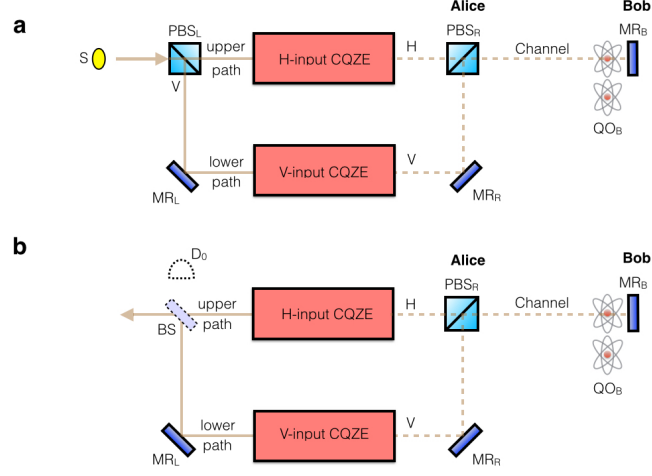 a
Alice
Bob
S
PBSL
upper
path
H-input CQZE
H
PBSR
Channel
MRB
V
QOB
MRL
lower
path
V-input CQZE
V
MRR
b
D0
Alice
Bob
BS
upper
path
H-input CQZE
H
PBSR
Channel
MRB
QOB
MRL
lower
path
V-input CQZE
V
MRR